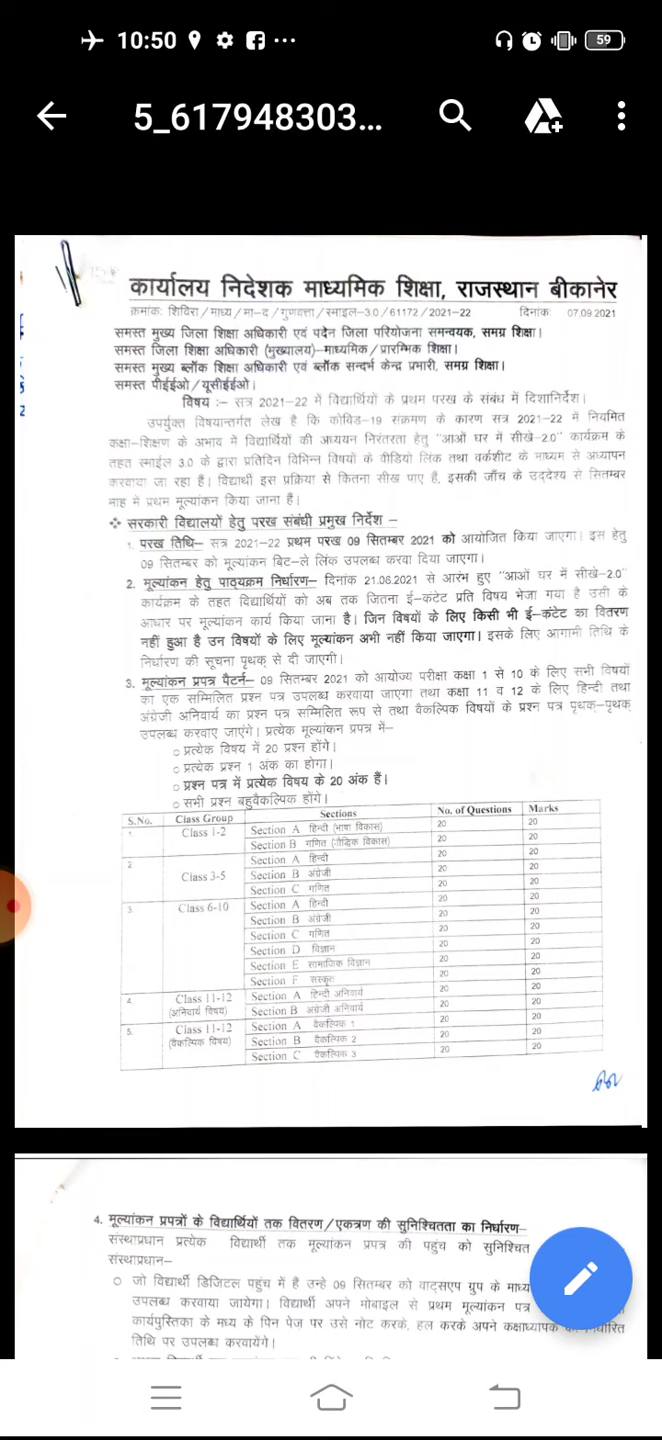 10:50
59
5_617948303...
कार्यालय निदेशक माध्यमिक शिक्षा, राजस्थान बीकानेर
क्रमांकः शिविरा/माध्य/मा-द/गुणवत्ता/स्माइल-3.0/61172/2021-22 दिनांकः 07.09.2021
समस्त मुख्य जिला शिक्षा अधिकारी एवं पदेन जिला परियोजना समन्वयक, समग्र शिक्षा।
समस्त जिला शिक्षा अधिकारी (मुख्यालय)-माध्यमिक/प्रारम्भिक शिक्षा।
समस्त मुख्य ब्लॉक शिक्षा अधिकारी एवं ब्लॉक सन्दर्भ केन्द्र प्रभारी, समग्र शिक्षा।
समस्त पीईईओ/यूसीईईओ।
विषय :- सत्र 2021-22 में विद्यार्थियों के प्रथम परख के संबंध में दिशानिर्देश।
उपर्युक्त विषयान्तर्गत लेख है कि कोविड-19 संक्रमण के कारण सत्र 2021-22 में नियमित
कक्षा-शिक्षण के अभाव में विद्यार्थियों की अध्ययन निरंतरता हेतु "आओं घर में सीखे-2.0" कार्यक्रम के
तहत स्माईल 3.0 के द्वारा प्रतिदिन विभिन्न विषयों के वीडियो लिंक तथा वर्कशीट के माध्यम से अध्यापन
करवाया जा रहा हैं। विद्यार्थी इस प्रक्रिया से कितना सीख पाए हैं, इसकी जाँच के उद्देश्य से सितम्बर
माह में प्रथम मूल्यांकन किया जाना हैं।
❖ सरकारी विद्यालयों हेतु परख संबंधी प्रमुख निर्देश –
1. परख तिथि– सत्र 2021-22 प्रथम परख 09 सितम्बर 2021 को आयोजित किया जाएगा। इस हेतु
09 सितम्बर को मूल्यांकन बिट-ले लिंक उपलब्ध करवा दिया जाएगा।
2. मूल्यांकन हेतु पाठ्यक्रम निर्धारण– दिनांक 21.06.2021 से आरंभ हुए "आओं घर में सीखे-2.0"
कार्यक्रम के तहत विद्यार्थियों को अब तक जितना ई-कंटेट प्रति विषय भेजा गया है उसी के
आधार पर मूल्यांकन कार्य किया जाना है। जिन विषयों के लिए किसी भी ई-कंटेट का वितरण
नहीं हुआ है उन विषयों के लिए मूल्यांकन अभी नहीं किया जाएगा। इसके लिए आगामी तिथि के
निर्धारण की सूचना पृथक् से दी जाएगी।
3. मूल्यांकन प्रपत्र पैटर्न– 09 सितम्बर 2021 को आयोज्य परीक्षा कक्षा 1 से 10 के लिए सभी विषयों
का एक सम्मिलित प्रश्न पत्र उपलब्ध करवाया जाएगा तथा कक्षा 11 व 12 के लिए हिन्दी तथा
अंग्रेजी अनिवार्य का प्रश्न पत्र सम्मिलित रूप से तथा वैकल्पिक विषयों के प्रश्न पत्र पृथक्-पृथक्
उपलब्ध करवाए जाएंगे। प्रत्येक मूल्यांकन प्रपत्र में–
○ प्रत्येक विषय में 20 प्रश्न होंगे।
○ प्रत्येक प्रश्न 1 अंक का होगा।
○ प्रश्न पत्र में प्रत्येक विषय के 20 अंक हैं।
○ सभी प्रश्न बहुवैकल्पिक होंगे।
S.No. Class Group Sections No. of Questions Marks
1. Class 1-2 Section A हिन्दी (भाषा विकास) 20 20
Section B गणित (बौद्धिक विकास) 20 20
2 Class 3-5 Section A हिन्दी 20 20
Section B अंग्रेजी 20 20
Section C गणित 20 20
3 Class 6-10 Section A हिन्दी 20 20
Section B अंग्रेजी 20 20
Section C गणित 20 20
Section D विज्ञान 20 20
Section E सामाजिक विज्ञान 20 20
Section F संस्कृत 20 20
4. Class 11-12 (अनिवार्य विषय) Section A हिन्दी अनिवार्य 20 20
Section B अंग्रेजी अनिवार्य 20 20
5. Class 11-12 (वैकल्पिक विषय) Section A वैकल्पिक 1 20 20
Section B वैकल्पिक 2 20 20
Section C वैकल्पिक 3 20 20
4. मूल्यांकन प्रपत्रों के विद्यार्थियों तक वितरण/एकत्रण की सुनिश्चितता का निर्धारण–
संस्थाप्रधान प्रत्येक विद्यार्थी तक मूल्यांकन प्रपत्र की पहुंच को सुनिश्चित
संस्थाप्रधान–
○ जो विद्यार्थी डिजिटल पहुंच में है उन्हे 09 सितम्बर को वाट्सएप ग्रुप के माध्य
उपलब्ध करवाया जायेगा। विद्यार्थी अपने मोबाइल से प्रथम मूल्यांकन पत्र
कार्यपुस्तिका के मध्य के पिन पेज पर उसे नोट करके, हल करके अपने कक्षाध्यापक
तिथि पर उपलब्ध करवायेंगे।